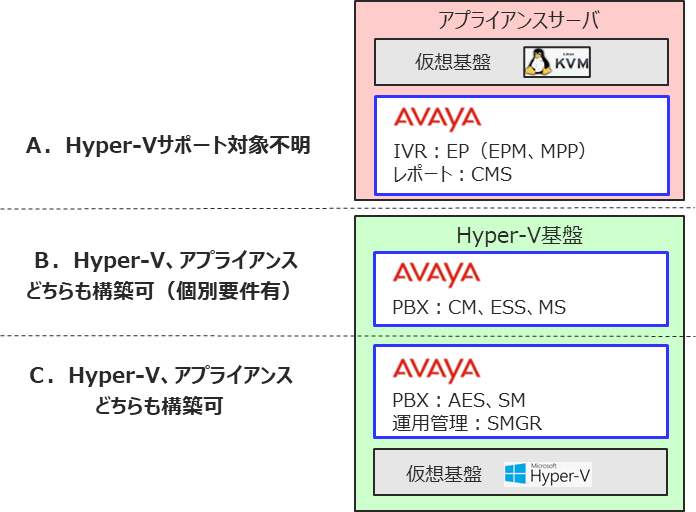 アプライアンスサーバ
仮想基盤
Linux
KVM
A．Hyper-Vサポート対象不明
AVAYA
IVR：EP（EPM、MPP）
レポート：CMS
Hyper-V基盤
B．Hyper-V、アプライアンス
どちらも構築可（個別要件有）
AVAYA
PBX：CM、ESS、MS
C．Hyper-V、アプライアンス
どちらも構築可
AVAYA
PBX：AES、SM
運用管理：SMGR
仮想基盤
Microsoft
Hyper-V